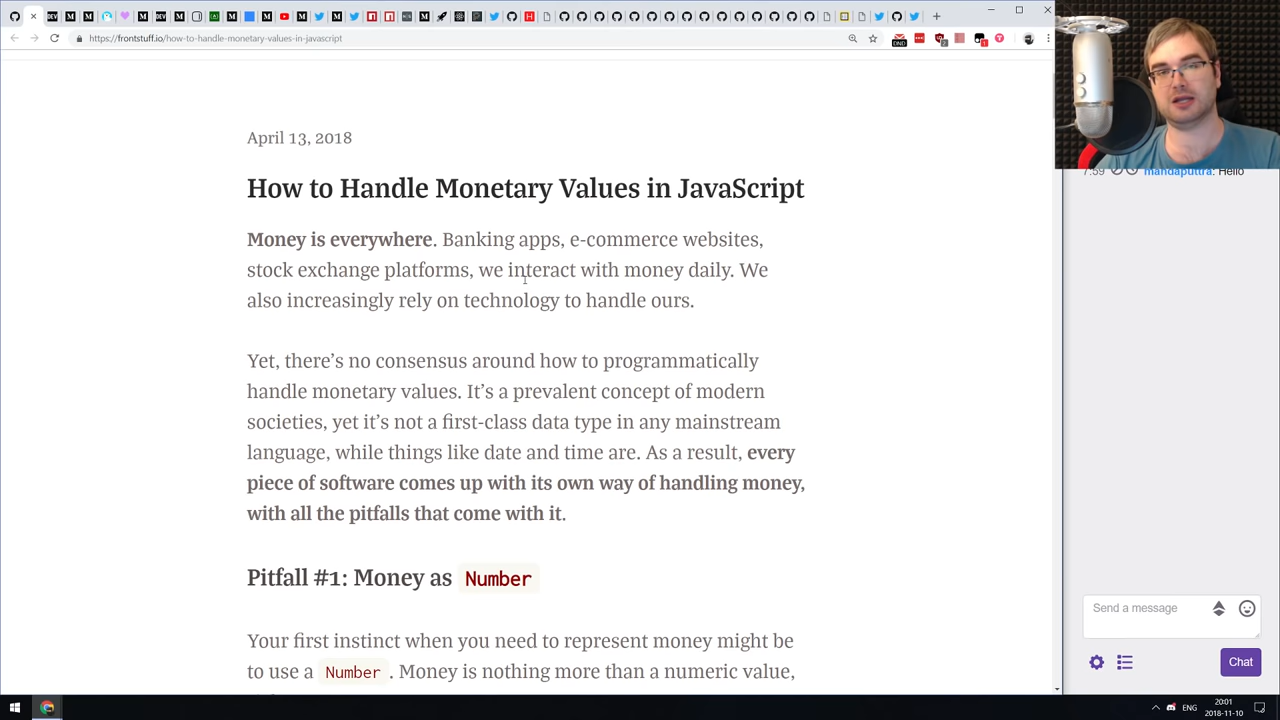 https://frontstuff.io/how-to-handle-monetary-values-in-javascript
April 13, 2018
How to Handle Monetary Values in JavaScript
Money is everywhere. Banking apps, e-commerce websites,
stock exchange platforms, we interact with money daily. We
also increasingly rely on technology to handle ours.
Yet, there's no consensus around how to programmatically
handle monetary values. It's a prevalent concept of modern
societies, yet it's not a first-class data type in any mainstream
language, while things like date and time are. As a result, every
piece of software comes up with its own way of handling money,
with all the pitfalls that come with it.
Pitfall #1: Money as Number
Your first instinct when you need to represent money might be
to use a Number. Money is nothing more than a numeric value,
7:59 mandaputtra: Hello
Send a message
Chat
ENG
20:01
2018-11-10